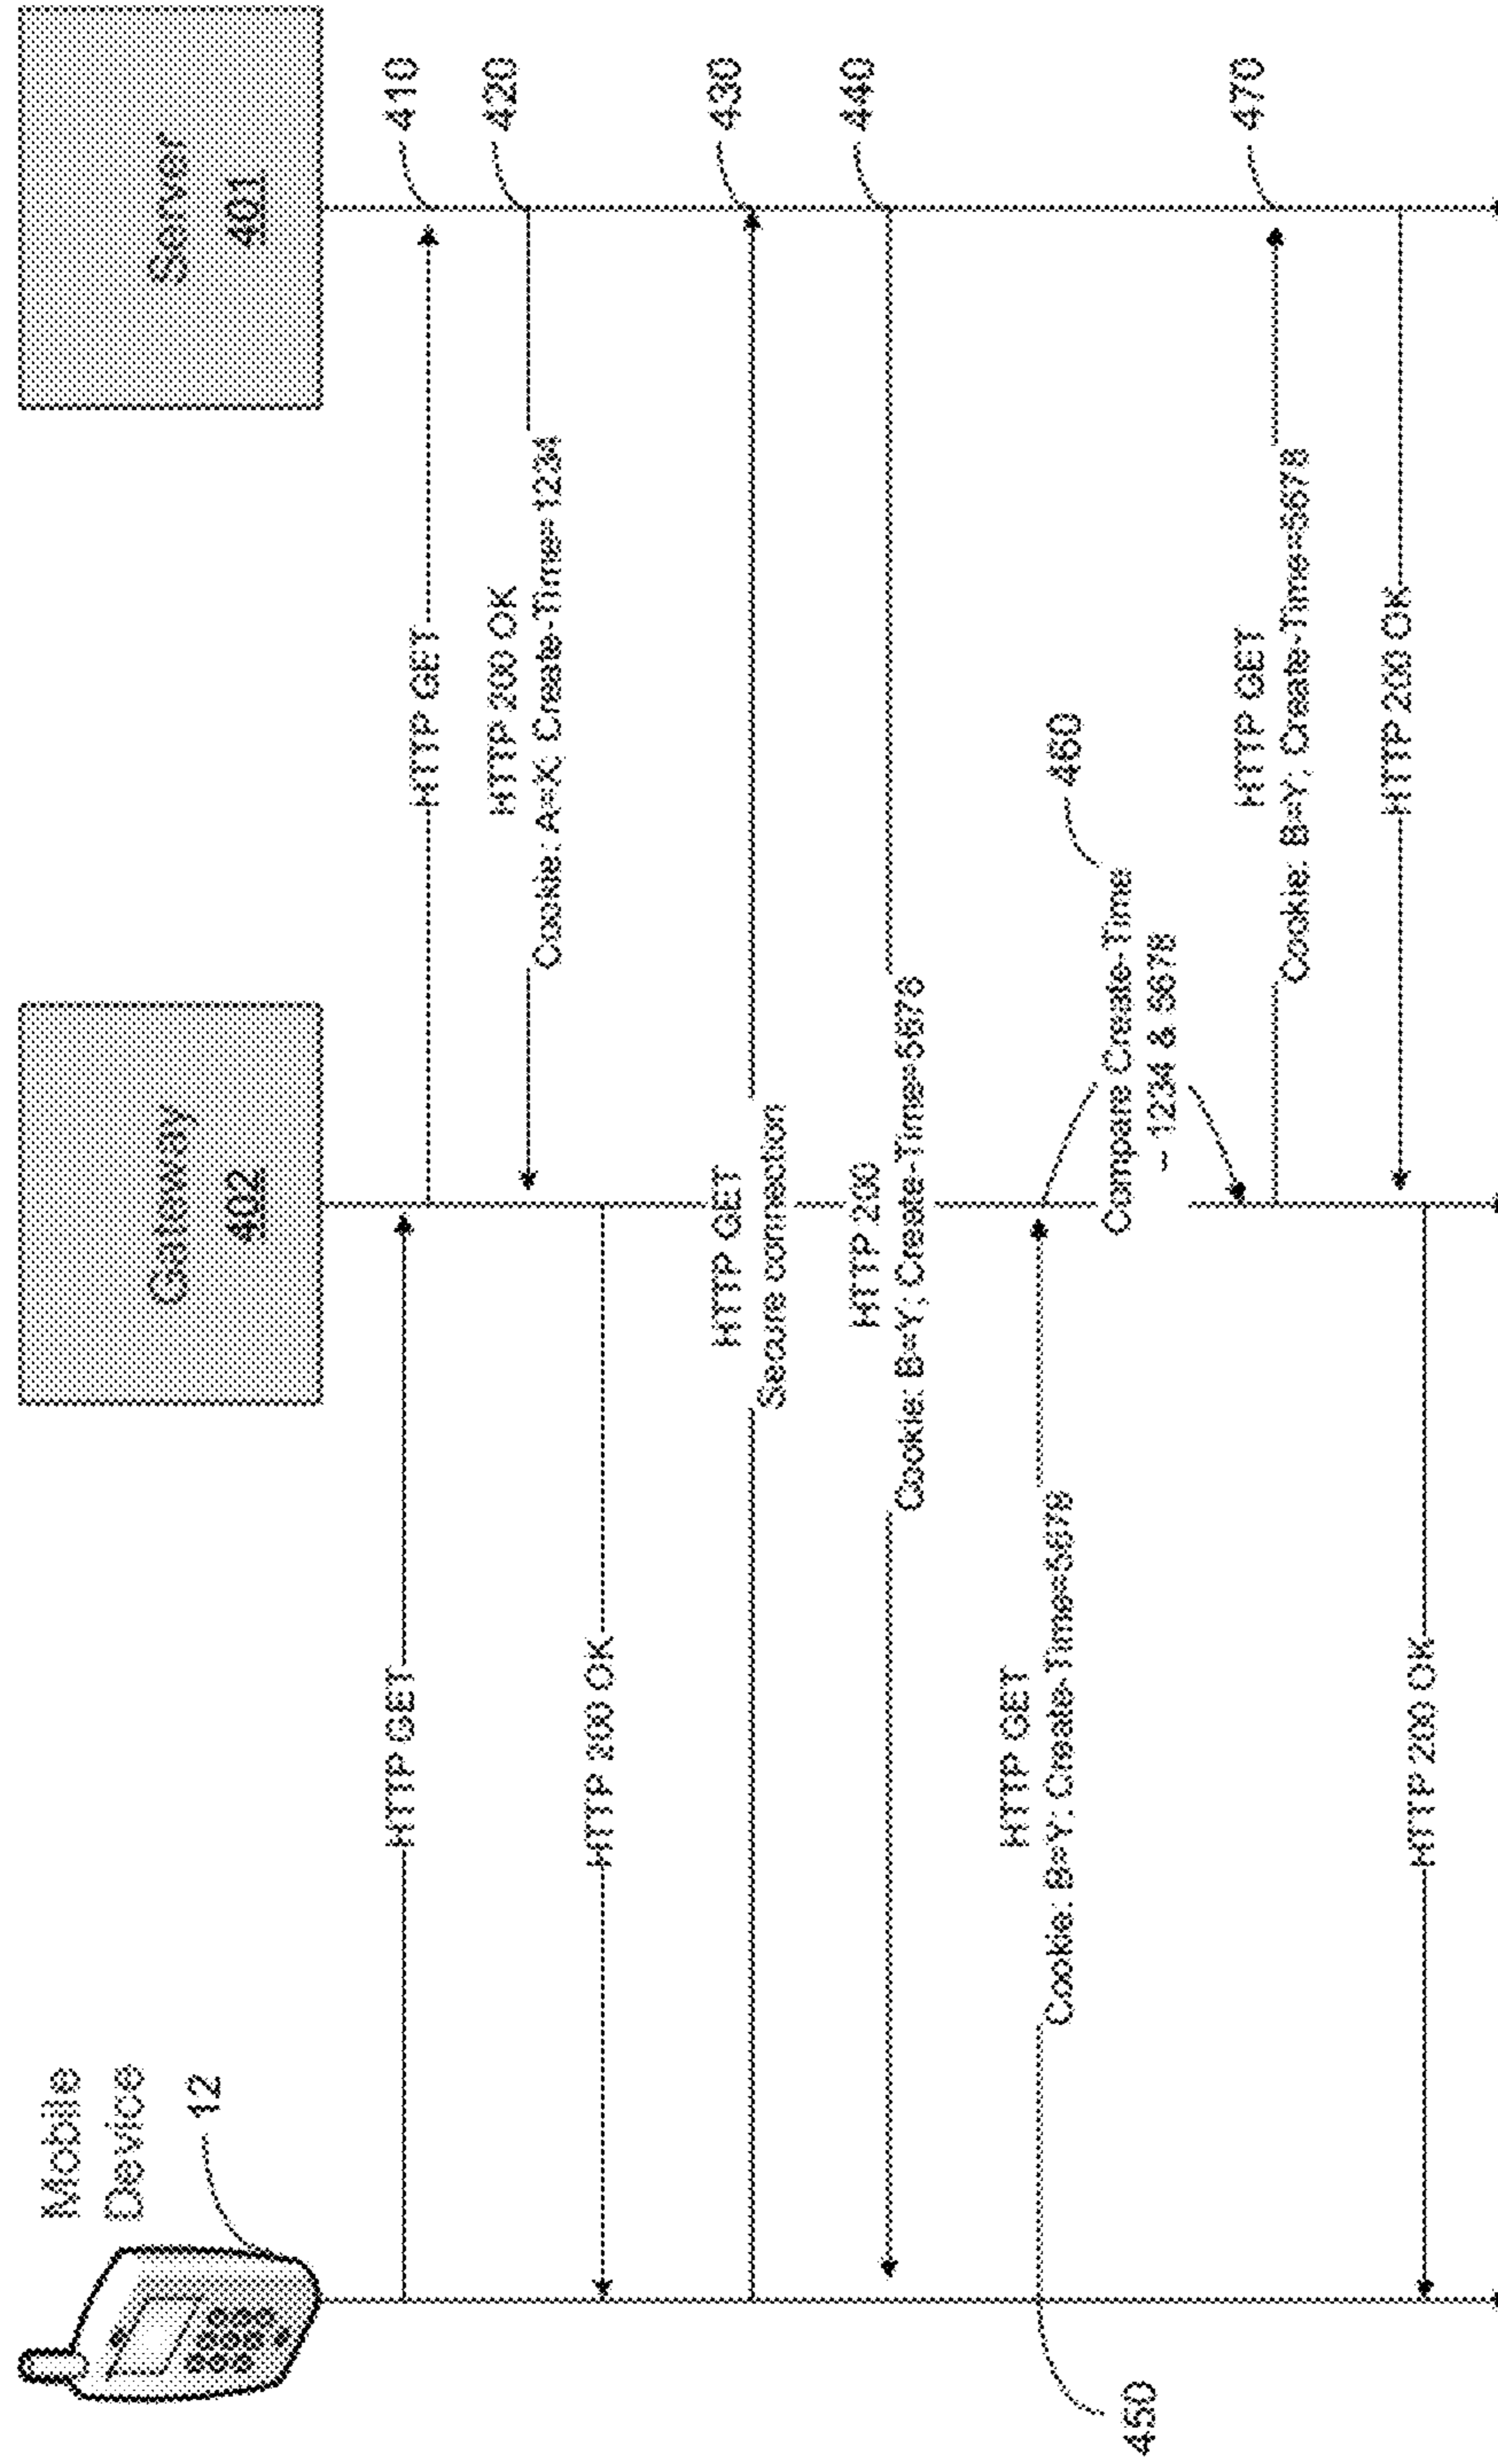 Mobile
Device
12
Gateway
402
Server
401
HTTP GET
HTTP GET
410
HTTP 200 OK
Cookie: A=X; Create-Time=1234
420
HTTP 200 OK
HTTP GET
Secure connection
430
HTTP 200
Cookie: B=Y; Create-Time=5678
440
450
HTTP GET
Cookie: B=Y; Create-Time=5678
Compare Create-Time
– 1234 & 5678
460
HTTP GET
Cookie: B=Y; Create-Time=5678
470
HTTP 200 OK
HTTP 200 OK